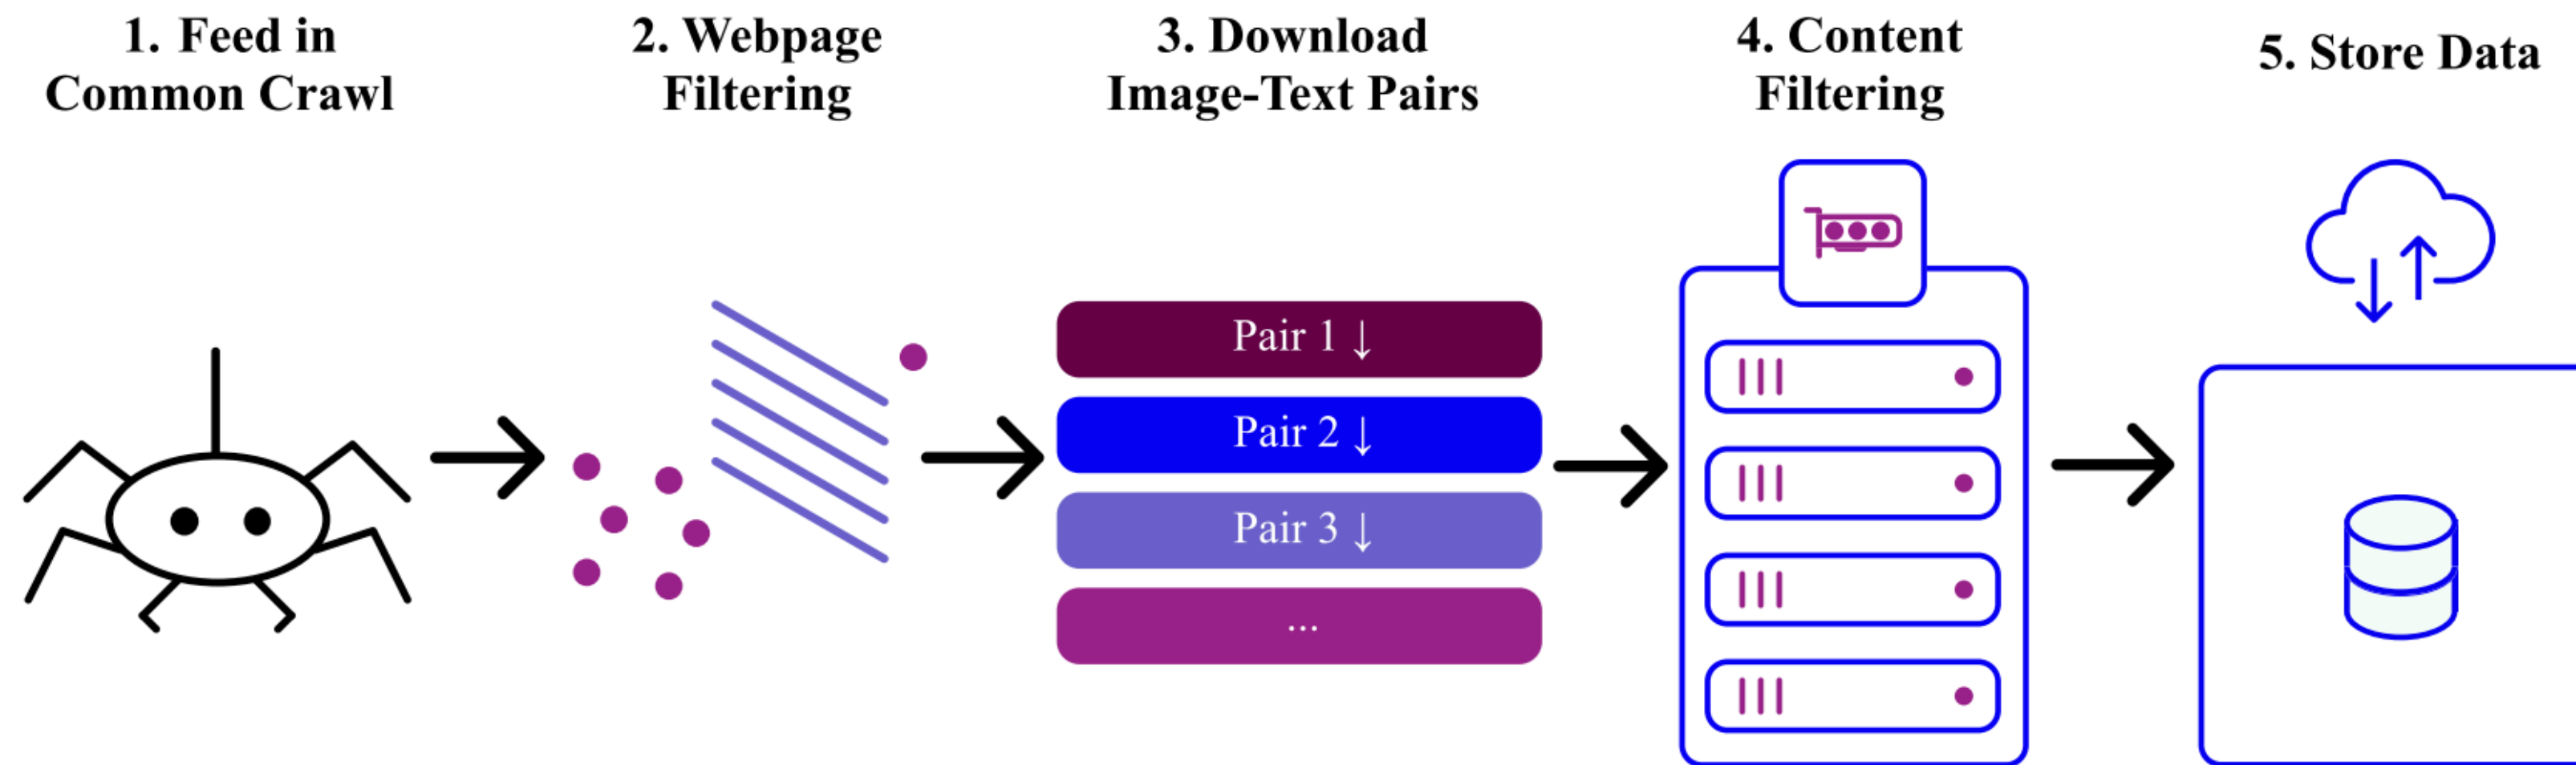 1. Feed in
Common Crawl
2. Webpage
Filtering
3. Download
Image-Text Pairs
4. Content
Filtering
5. Store Data
Pair 1 ↓
Pair 2 ↓
Pair 3 ↓
...